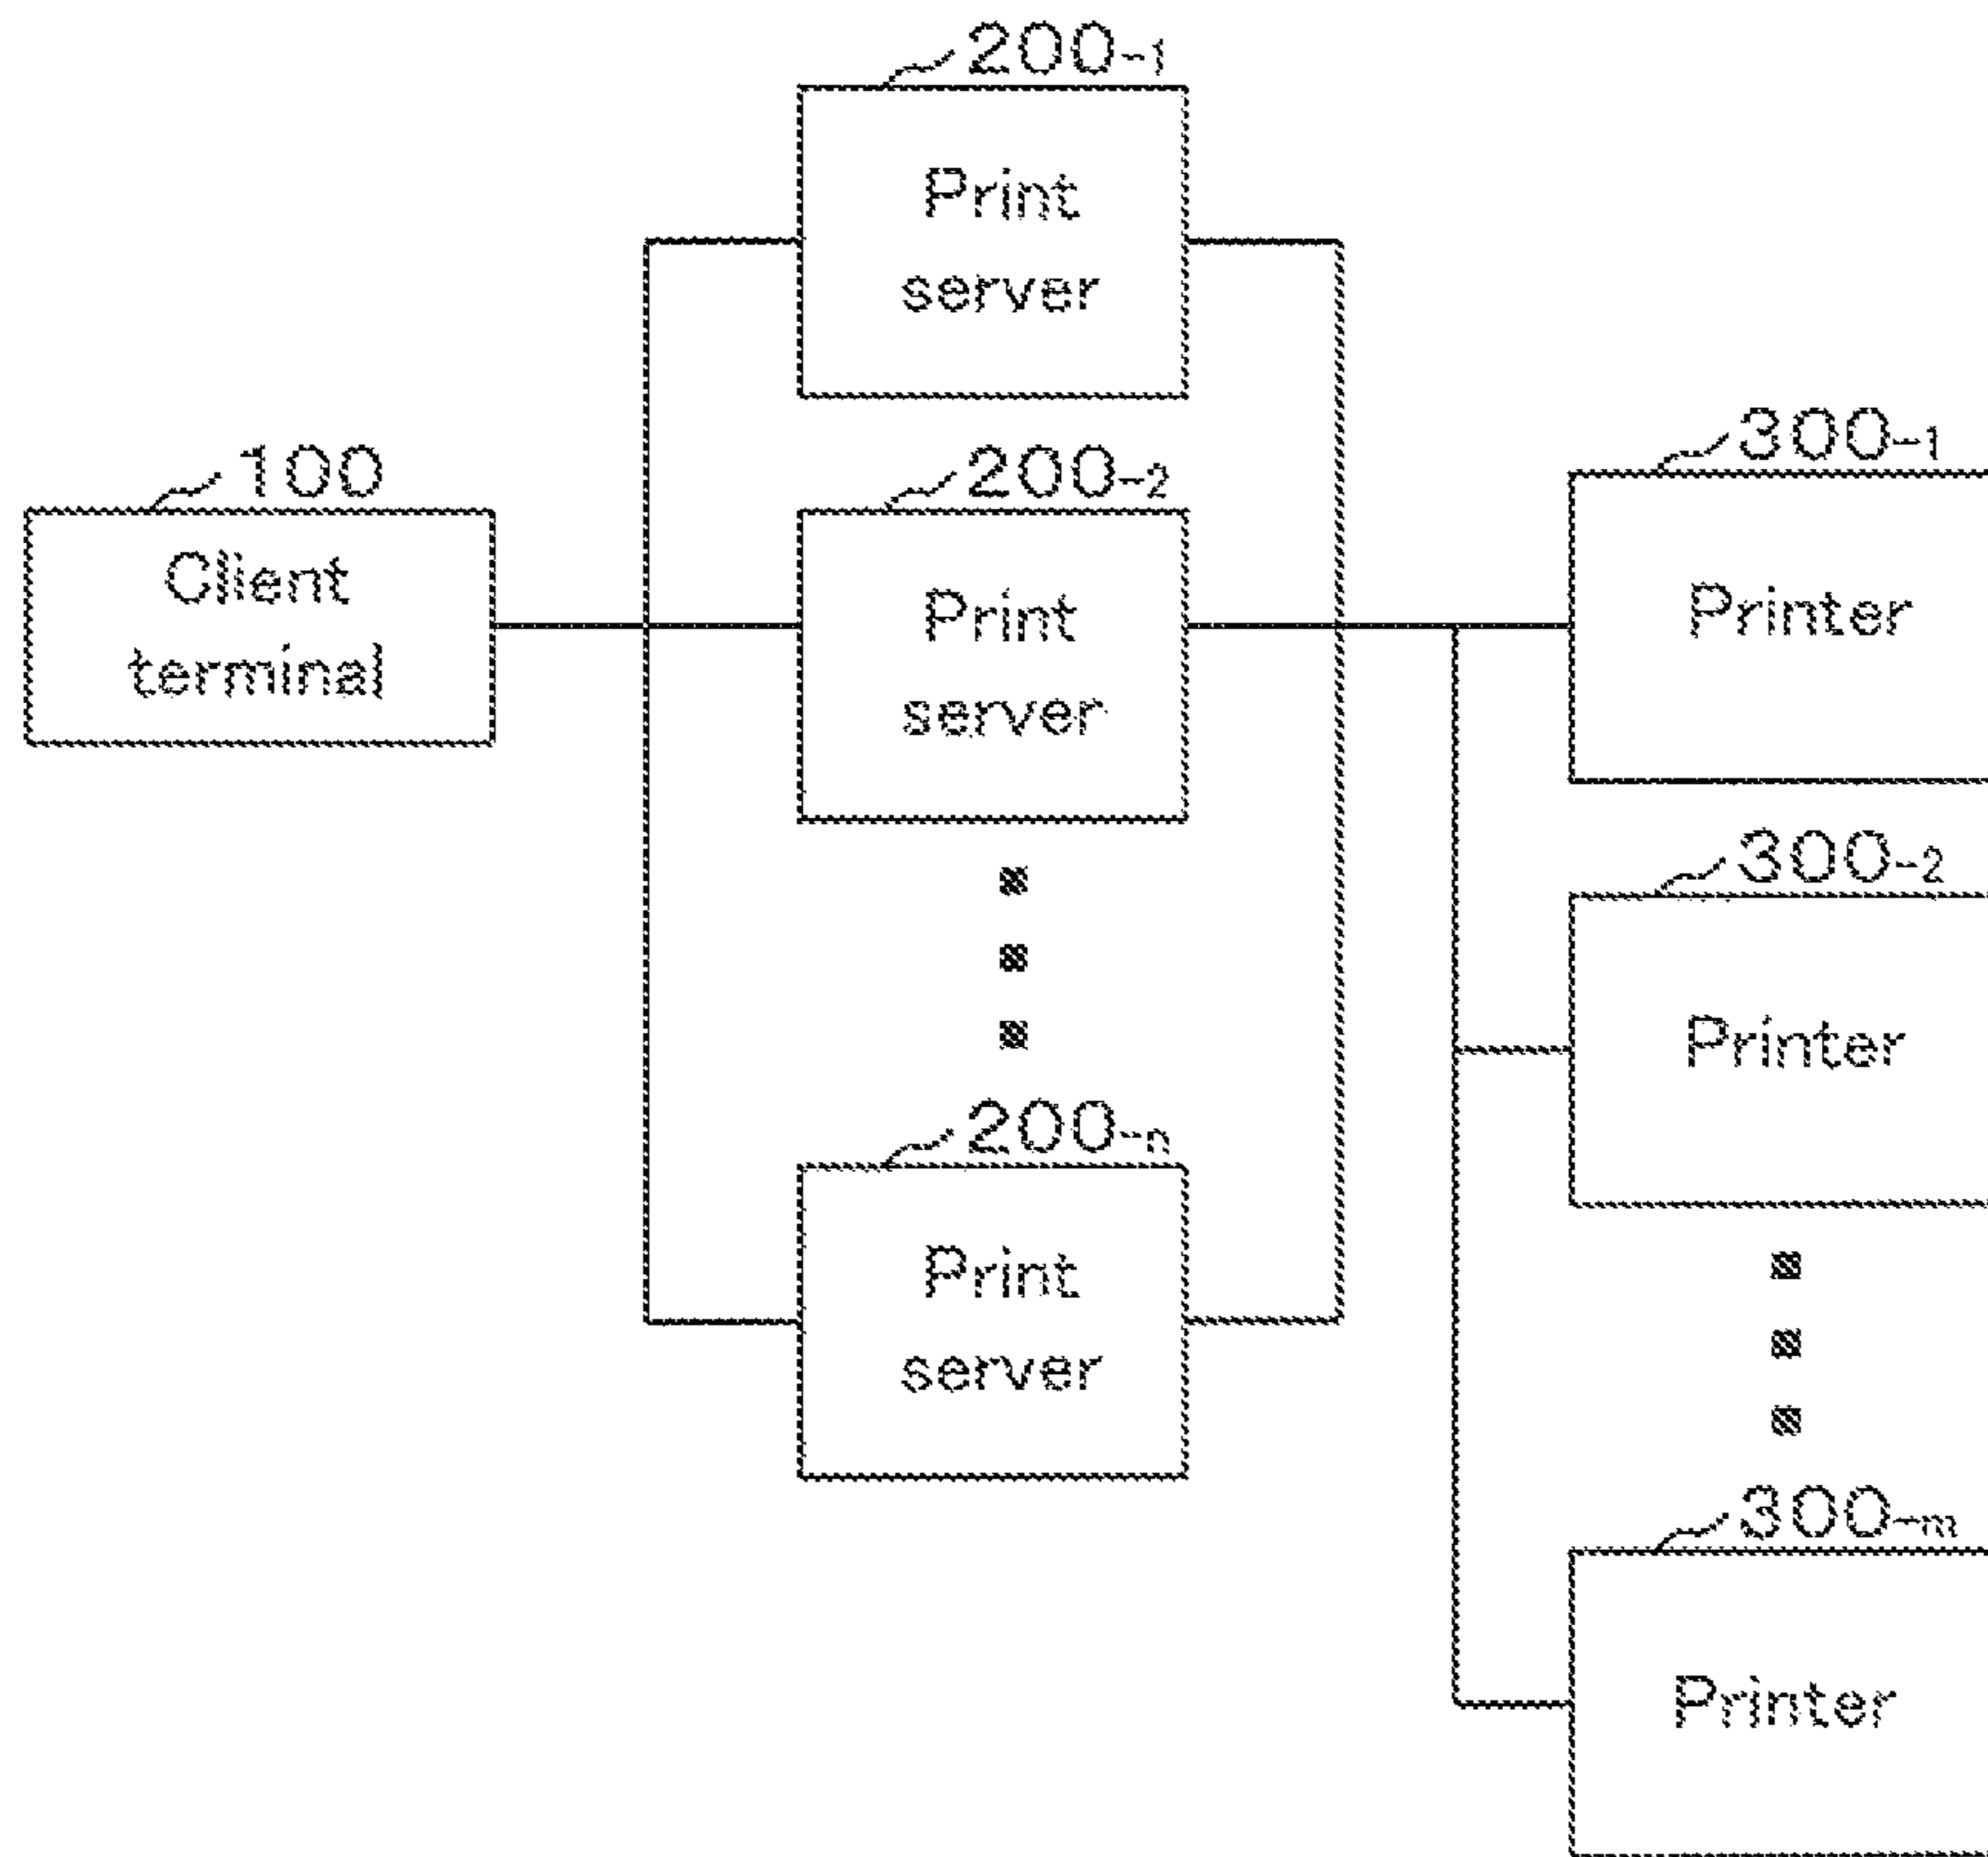 200-1
Print
server
100
Client
terminal
200-2
Print
server
200-n
Print
server
300-1
Printer
300-2
Printer
300-m
Printer